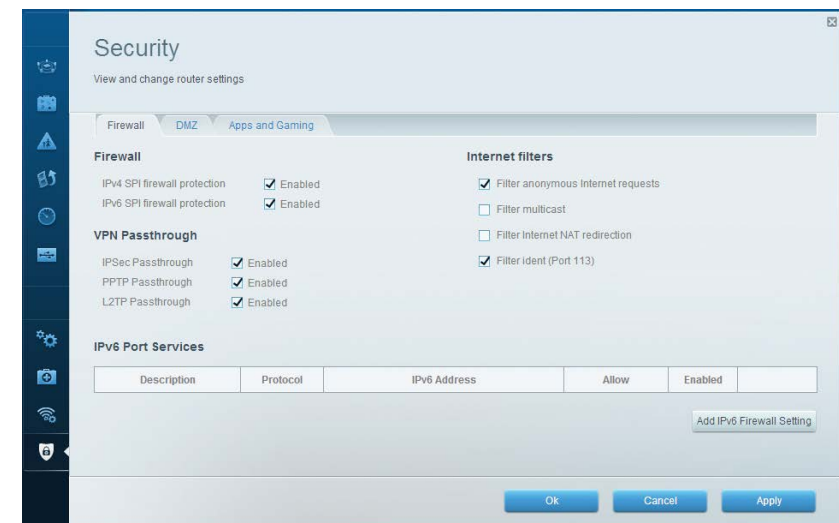 Security
View and change router settings
Firewall DMZ Apps and Gaming
Firewall
IPv4 SPI firewall protection Enabled
IPv6 SPI firewall protection Enabled
VPN Passthrough
IPSec Passthrough Enabled
PPTP Passthrough Enabled
L2TP Passthrough Enabled
Internet filters
Filter anonymous Internet requests
Filter multicast
Filter Internet NAT redirection
Filter ident (Port 113)
IPv6 Port Services
Description Protocol IPv6 Address Allow Enabled
Add IPv6 Firewall Setting
Ok Cancel Apply